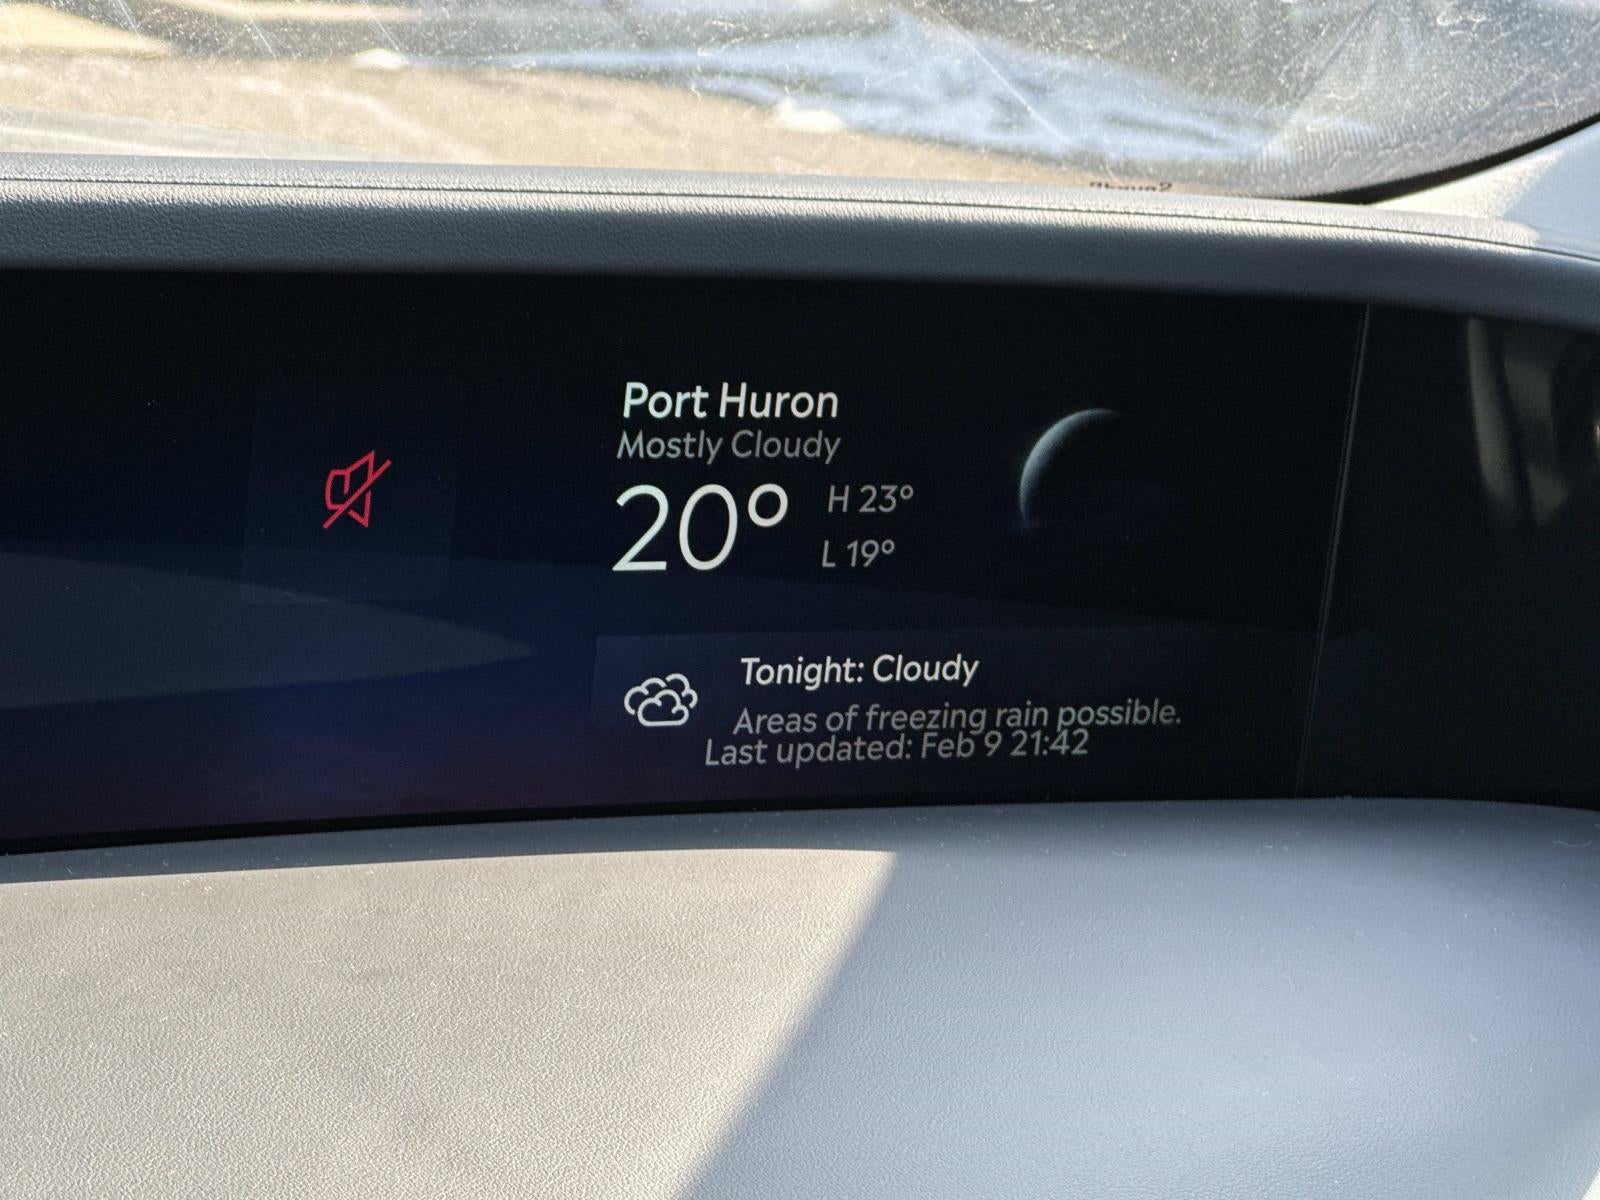 Port Huron
Mostly Cloudy
20° H 23°
L 19°
Tonight: Cloudy
Areas of freezing rain possible.
Last updated: Feb 9 21:42